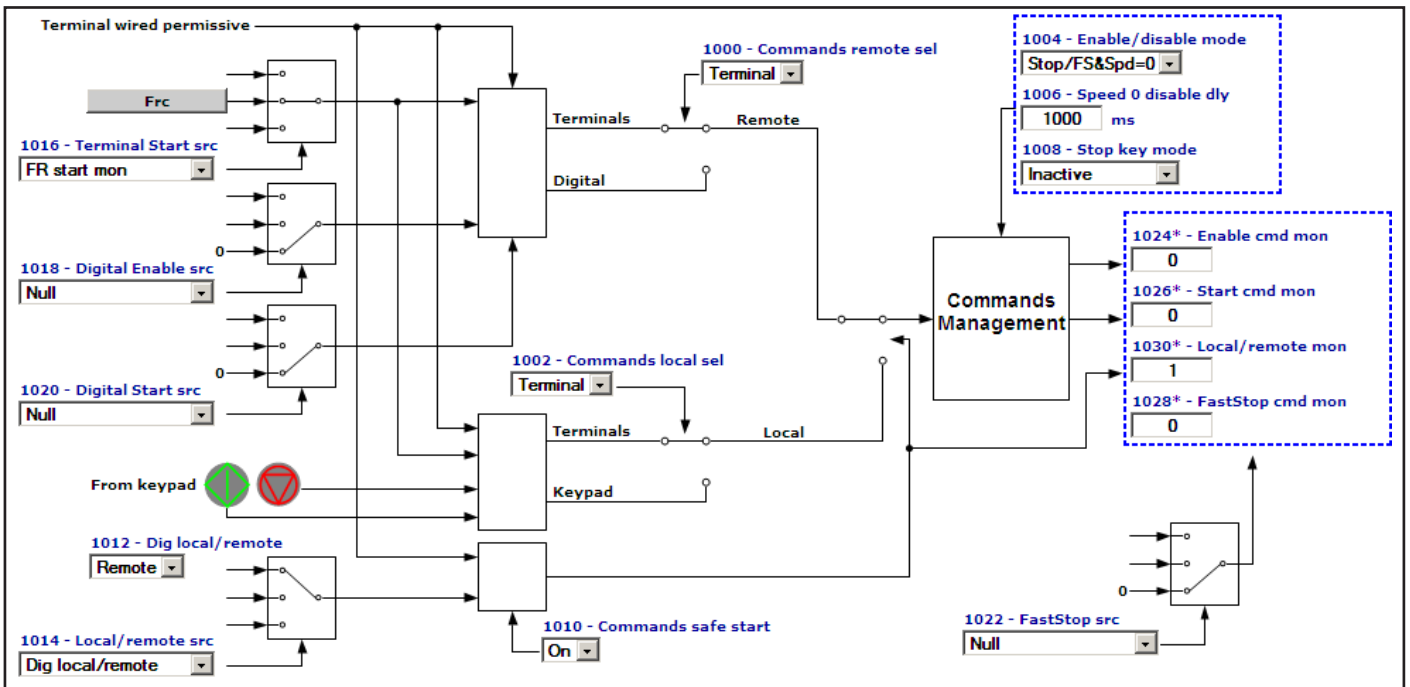 Terminal wired permissive
Frc
1016 - Terminal Start src
FR start mon
0
1018 - Digital Enable src
Null
0
1020 - Digital Start src
Null
From keypad
1012 - Dig local/remote
Remote
1014 - Local/remote src
Dig local/remote
1000 - Commands remote sel
Terminal
Terminals
Remote
Digital
1002 - Commands local sel
Terminal
Terminals
Local
Keypad
1010 - Commands safe start
On
1004 - Enable/disable mode
Stop/FS&Spd=0
1006 - Speed 0 disable dly
1000 ms
1008 - Stop key mode
Inactive
Commands
Management
1024* - Enable cmd mon
0
1026* - Start cmd mon
0
1030* - Local/remote mon
1
1028* - FastStop cmd mon
0
0
1022 - FastStop src
Null